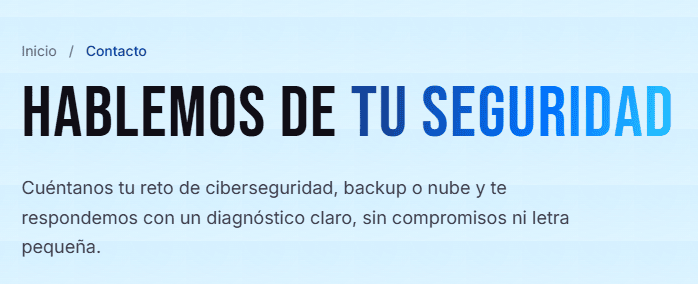 Inicio / Contacto
HABLEMOS DE TU SEGURIDAD
Cuéntanos tu reto de ciberseguridad, backup o nube y te
respondemos con un diagnóstico claro, sin compromisos ni letra
pequeña.